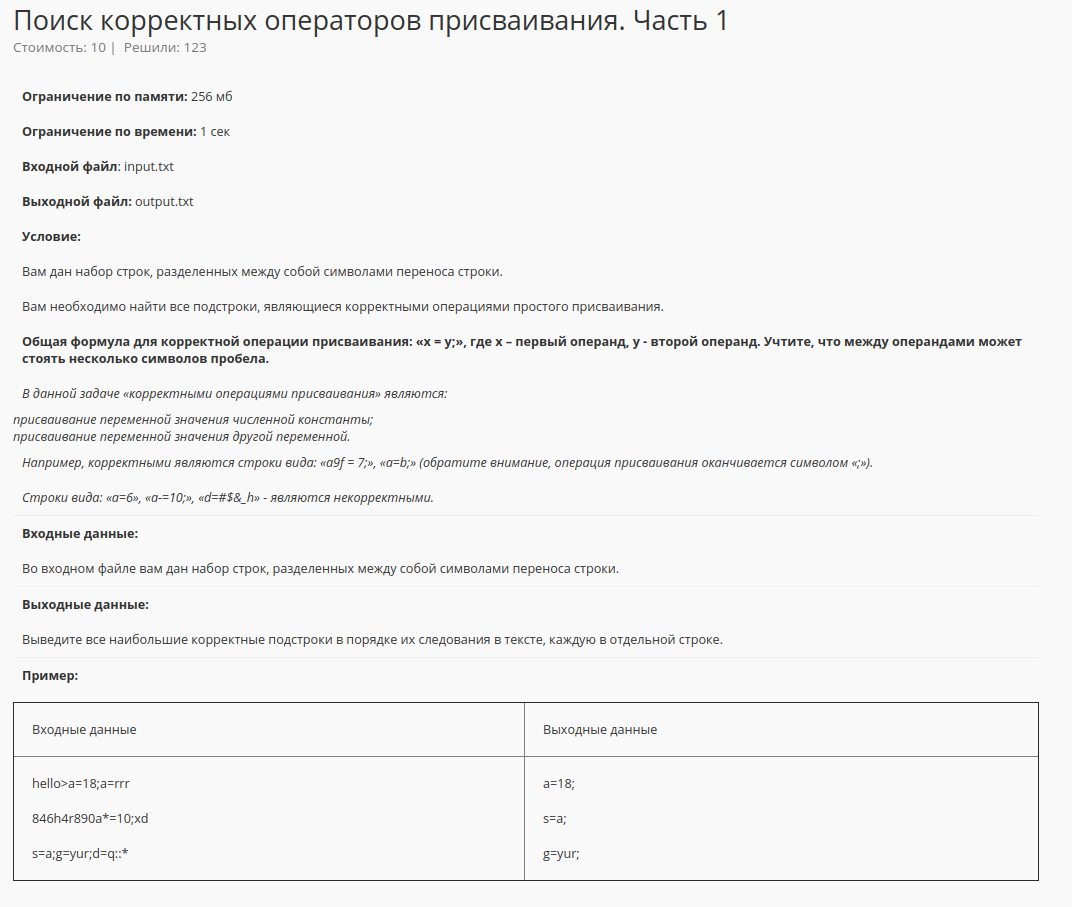 Поиск корректных операторов присваивания. Часть 1
Стоимость: 10 | Решили: 123
Ограничение по памяти: 256 мб
Ограничение по времени: 1 сек
Входной файл: input.txt
Выходной файл: output.txt
Условие:
Вам дан набор строк, разделенных между собой символами переноса строки.
Вам необходимо найти все подстроки, являющиеся корректными операциями простого присваивания.
Общая формула для корректной операции присваивания: «x = y;», где x – первый операнд, y - второй операнд. Учтите, что между операндами может
стоять несколько символов пробела.
В данной задаче «корректными операциями присваивания» являются:
присваивание переменной значения численной константы;
присваивание переменной значения другой переменной.
Например, корректными являются строки вида: «a9f = 7;», «a=b;» (обратите внимание, операция присваивания оканчивается символом «;»).
Строки вида: «a=6», «a-=10;», «d=#$&_h» - являются некорректными.
Входные данные:
Во входном файле вам дан набор строк, разделенных между собой символами переноса строки.
Выходные данные:
Выведите все наибольшие корректные подстроки в порядке их следования в тексте, каждую в отдельной строке.
Пример:
Входные данные
Выходные данные
hello>a=18;a=rrr
a=18;
846h4r890a*=10;xd
s=a;
s=a;g=yur;d=q::*
g=yur;